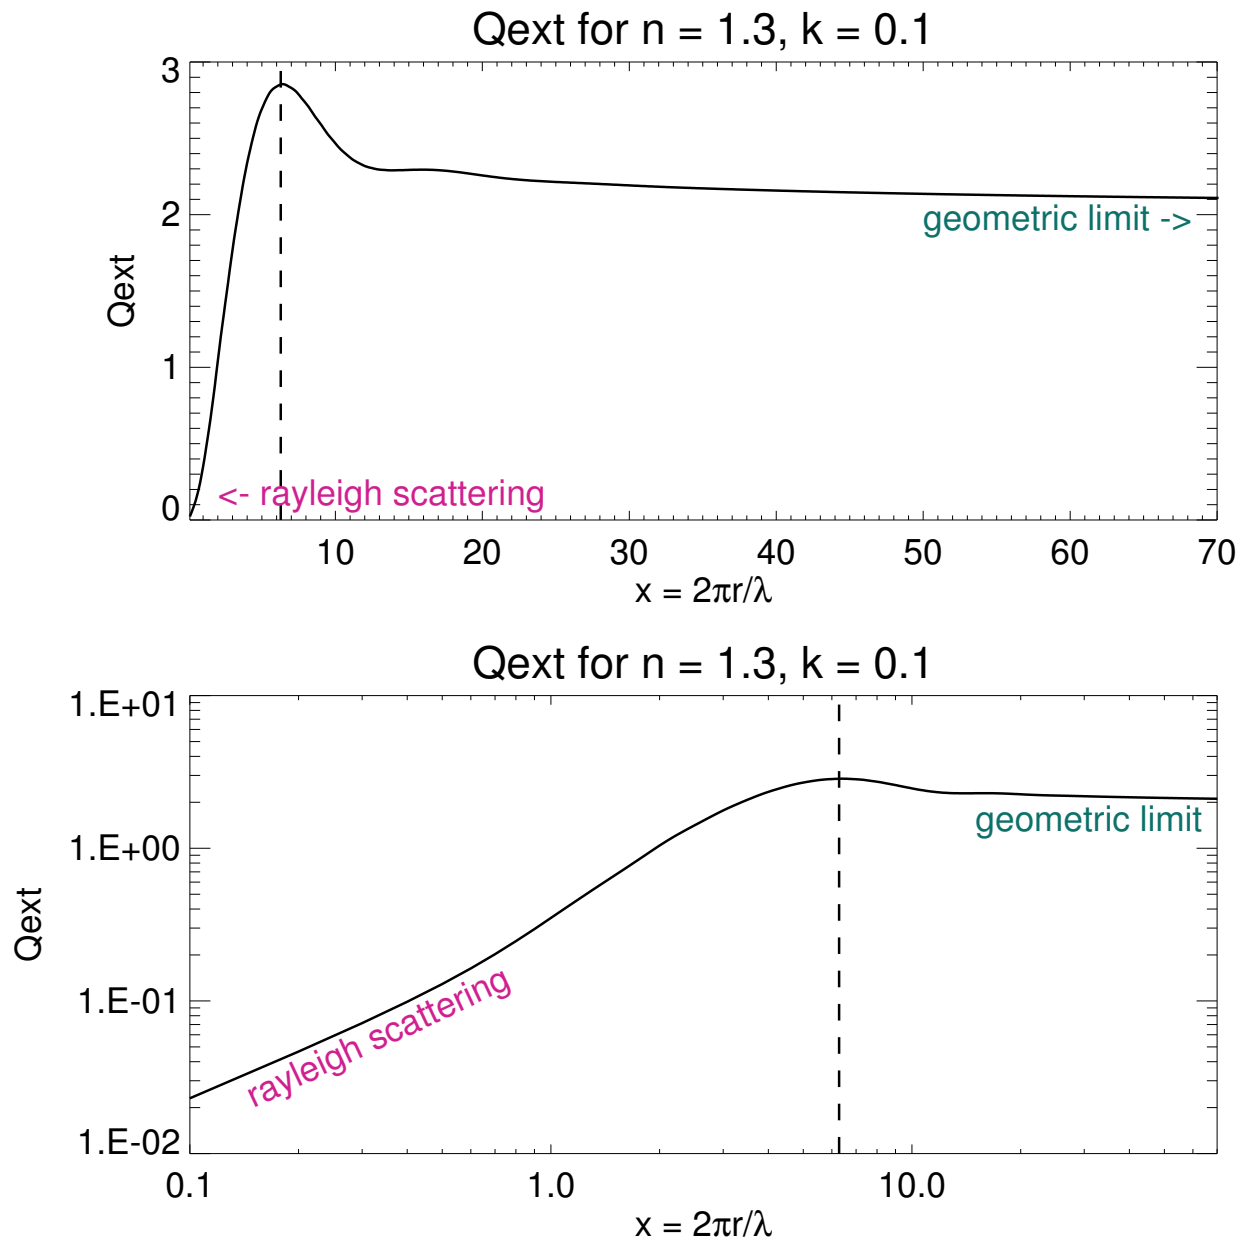 Qext for n = 1.3, k = 0.1
3
2
1
0
Qext
geometric limit ->
<- rayleigh scattering
10 20 30 40 50 60 70
x = 2πr/λ
Qext for n = 1.3, k = 0.1
1.E+01
1.E+00
1.E-01
1.E-02
Qext
geometric limit
rayleigh scattering
0.1 1.0 10.0
x = 2πr/λ